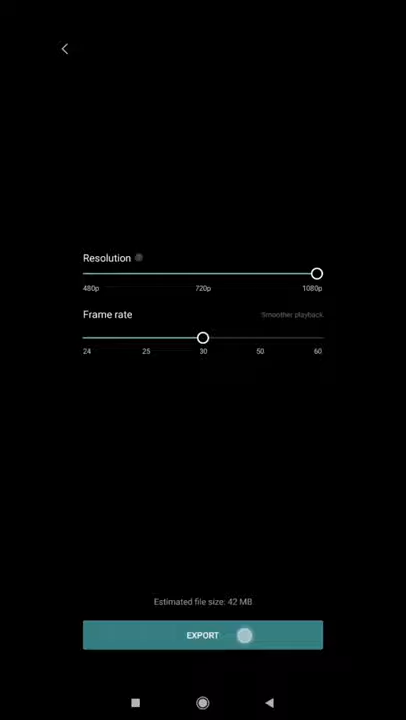 Resolution
480p 720p 1080p
Frame rate Smoother playback
24 25 30 50 60
Estimated file size: 42 MB
EXPORT